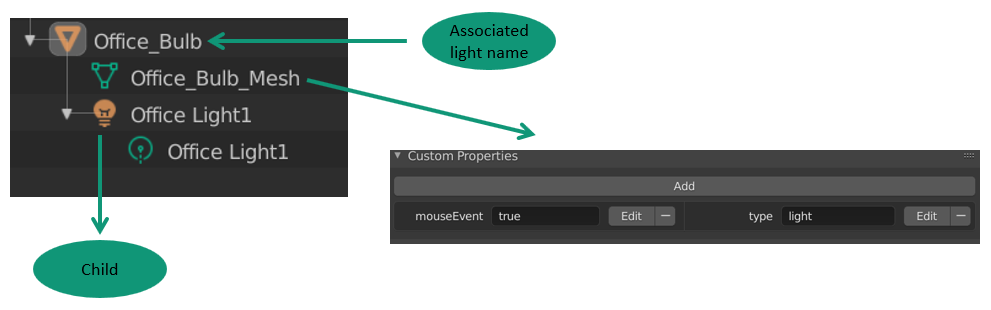 Office_Bulb
Associated
light name
Office_Bulb_Mesh
Office Light1
Office Light1
Custom Properties
Add
mouseEvent true Edit type light Edit
Child